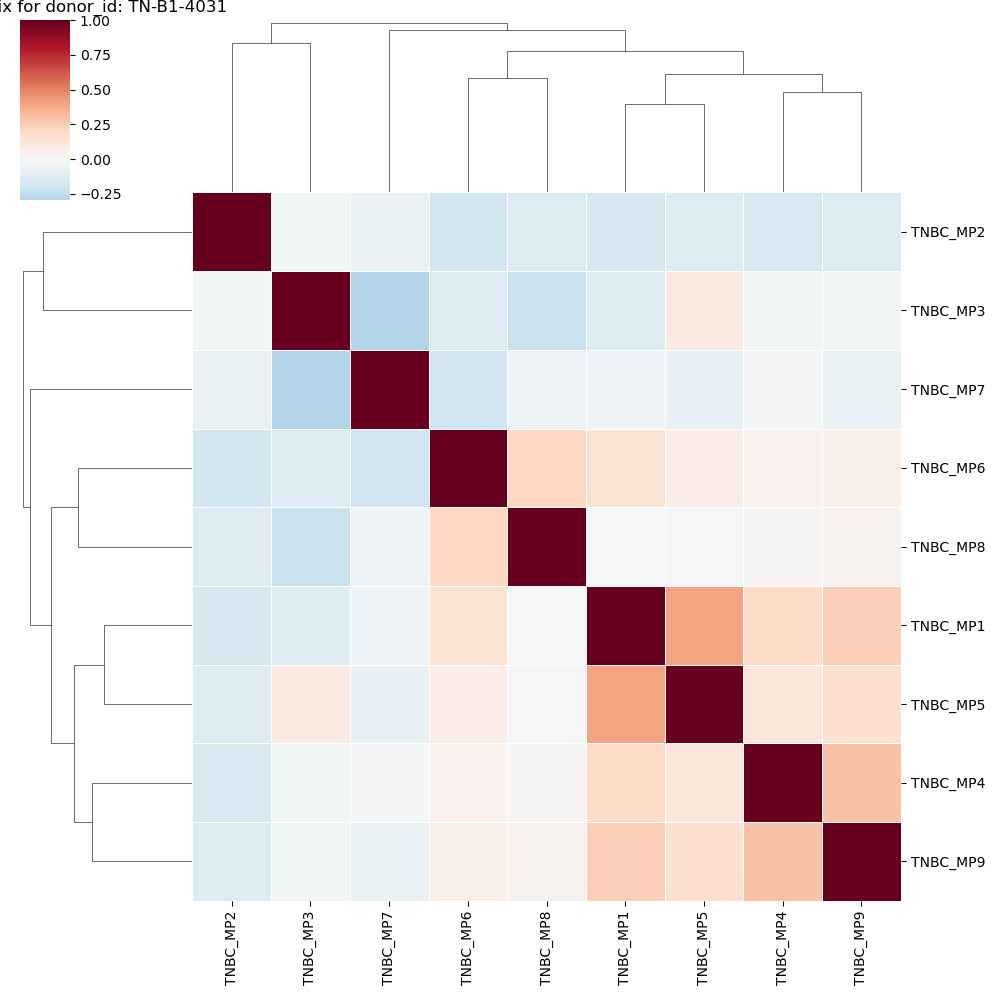 ix for donor_id: TN-B1-4031
1.00
0.75
0.50
0.25
0.00
−0.25
TNBC_MP2
TNBC_MP3
TNBC_MP7
TNBC_MP6
TNBC_MP8
TNBC_MP1
TNBC_MP5
TNBC_MP4
TNBC_MP9
TNBC_MP2
TNBC_MP3
TNBC_MP7
TNBC_MP6
TNBC_MP8
TNBC_MP1
TNBC_MP5
TNBC_MP4
TNBC_MP9